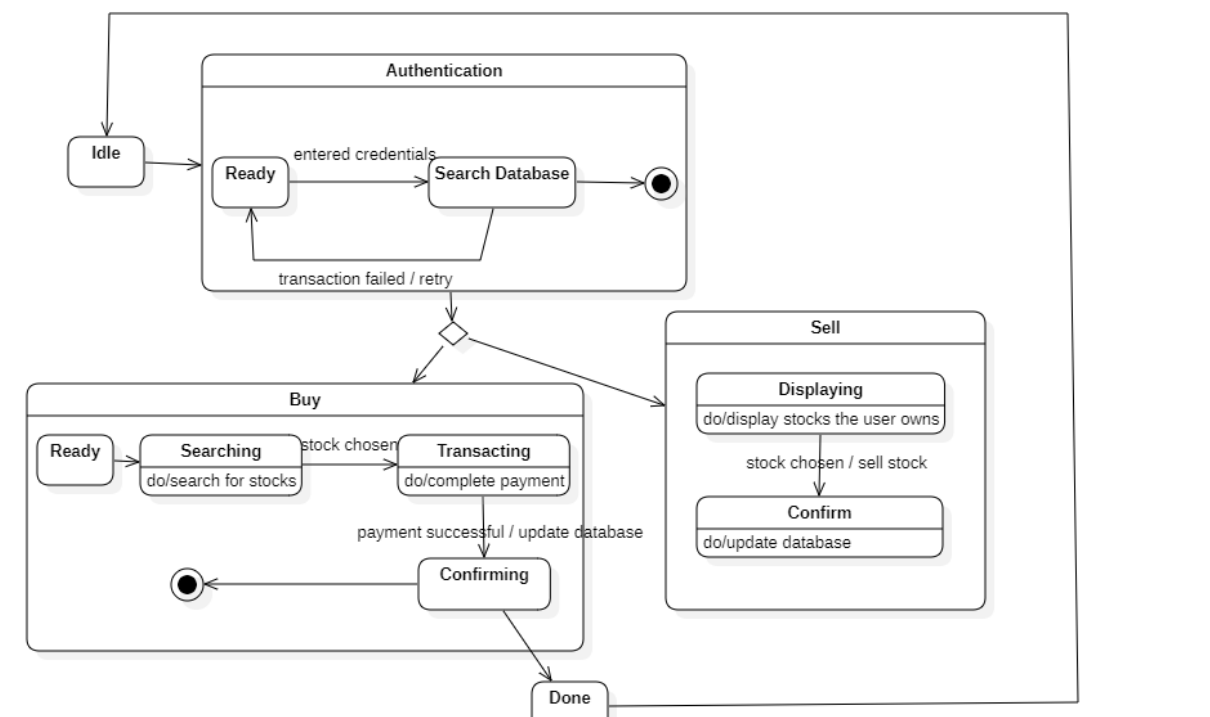 Authentication
Idle
entered credentials
Ready
Search Database
transaction failed / retry
Sell
Displaying
do/display stocks the user owns
stock chosen / sell stock
Confirm
do/update database
Buy
Ready
Searching
do/search for stocks
stock chosen
Transacting
do/complete payment
payment successful / update database
Confirming
Done